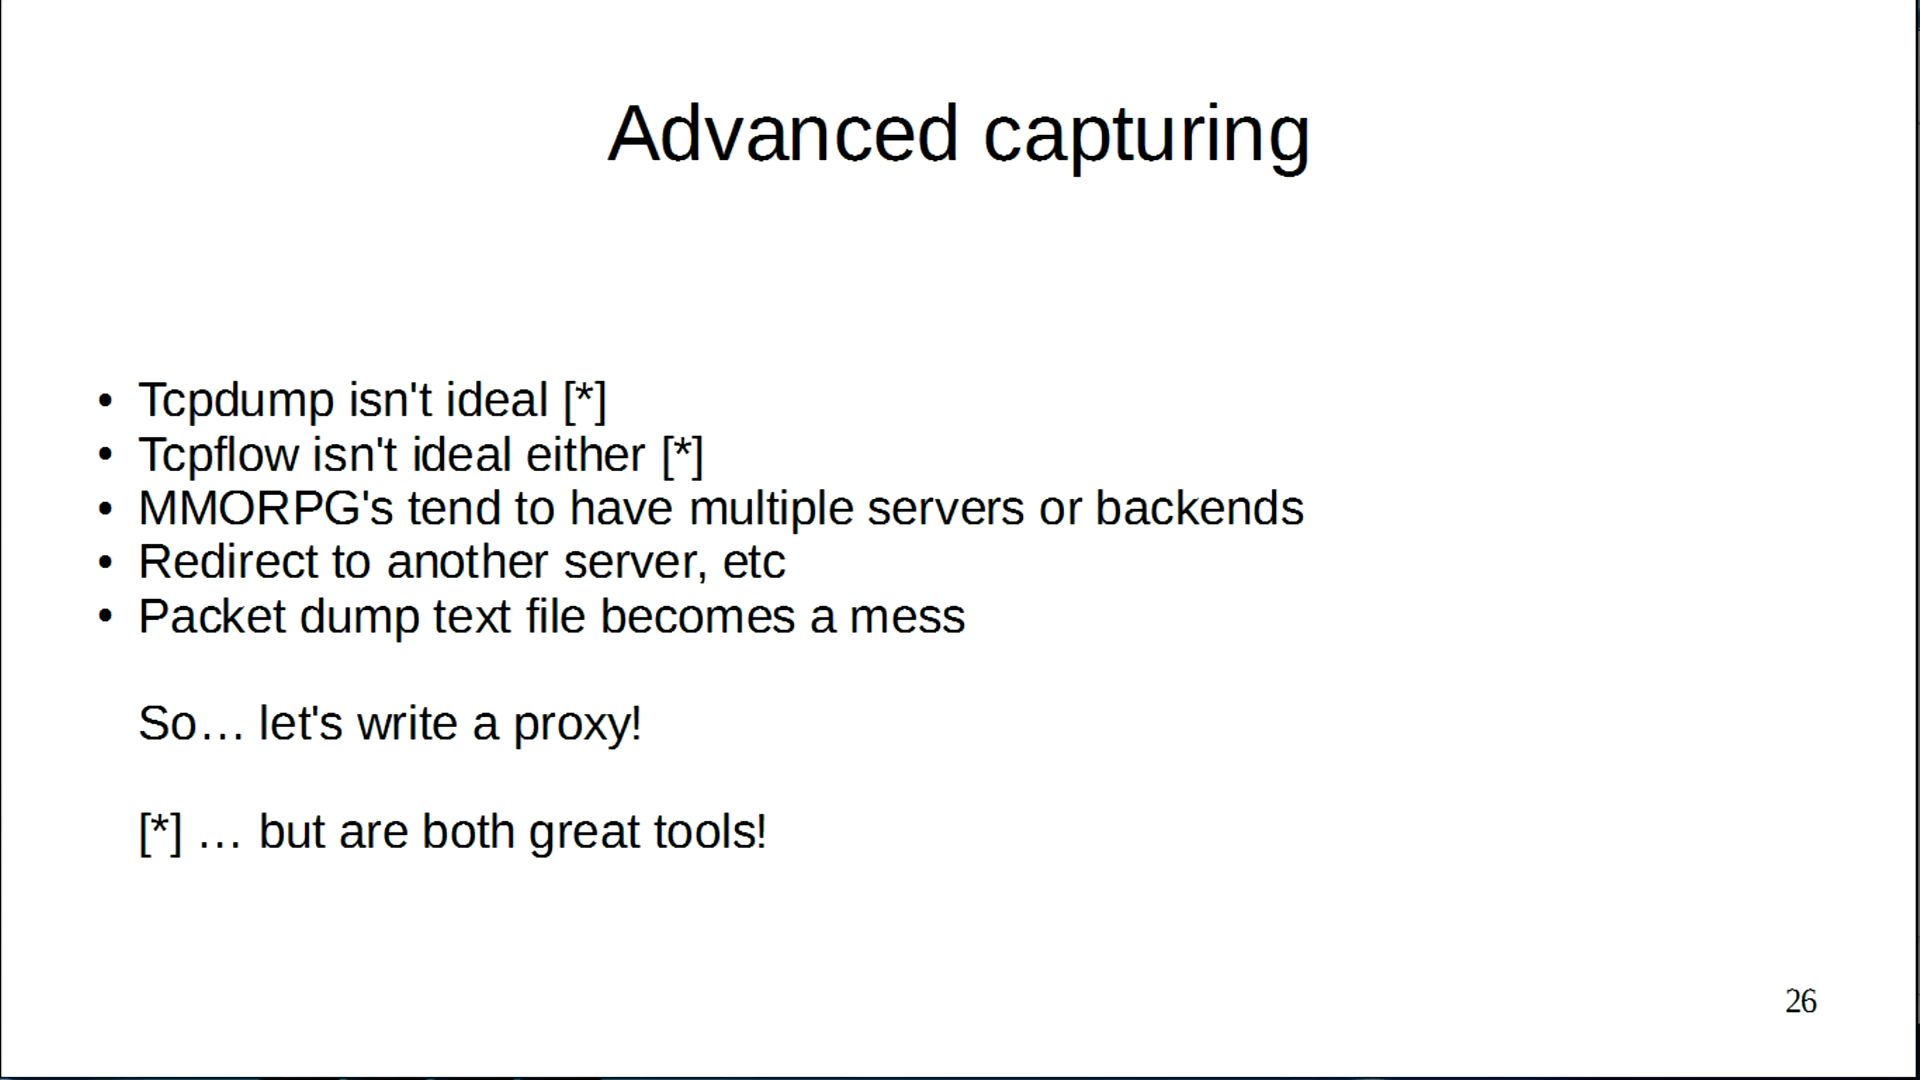 Advanced capturing
• Tcpdump isn't ideal [*]
• Tcpflow isn't ideal either [*]
• MMORPG's tend to have multiple servers or backends
• Redirect to another server, etc
• Packet dump text file becomes a mess
So… let's write a proxy!
[*] … but are both great tools!
26